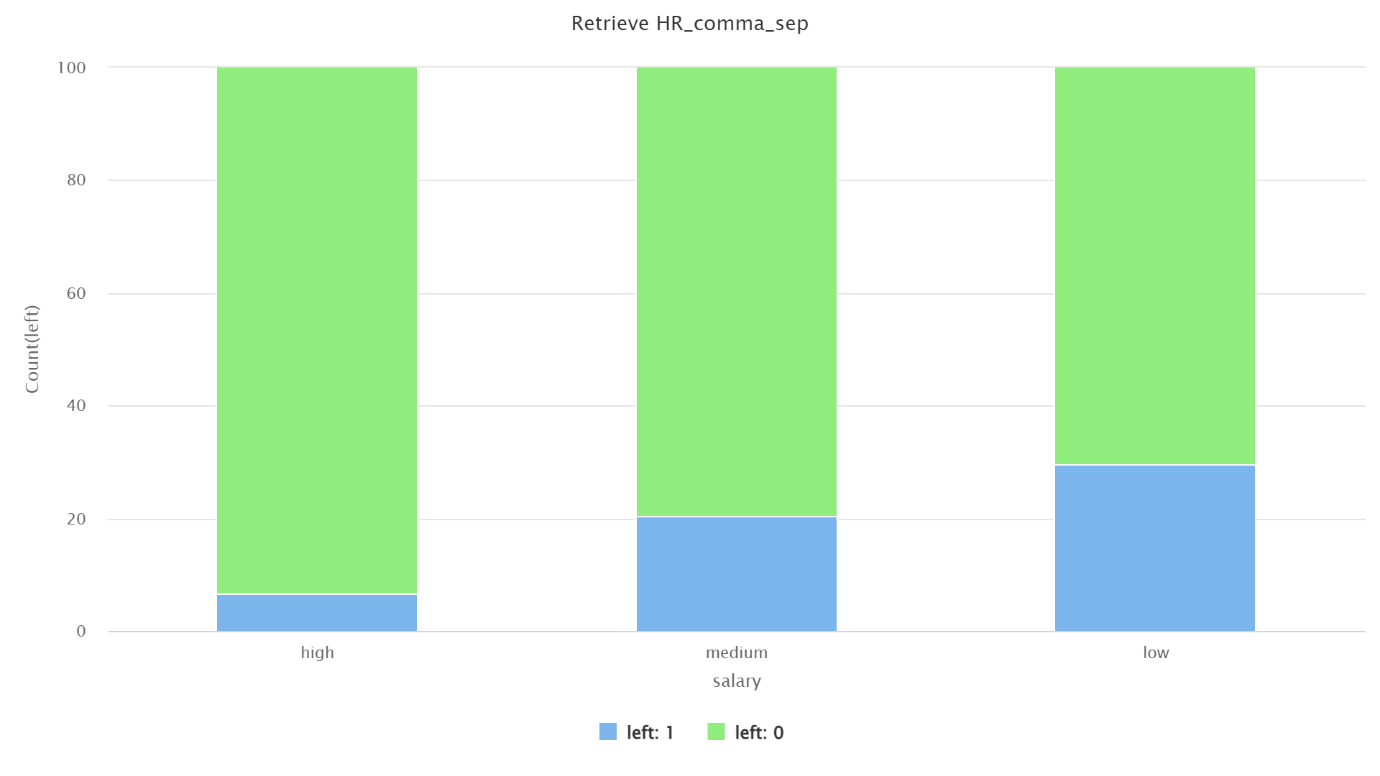 Retrieve HR_comma_sep
100
80
60
40
20
0
Count(left)
high medium low
salary
left: 1 left: 0